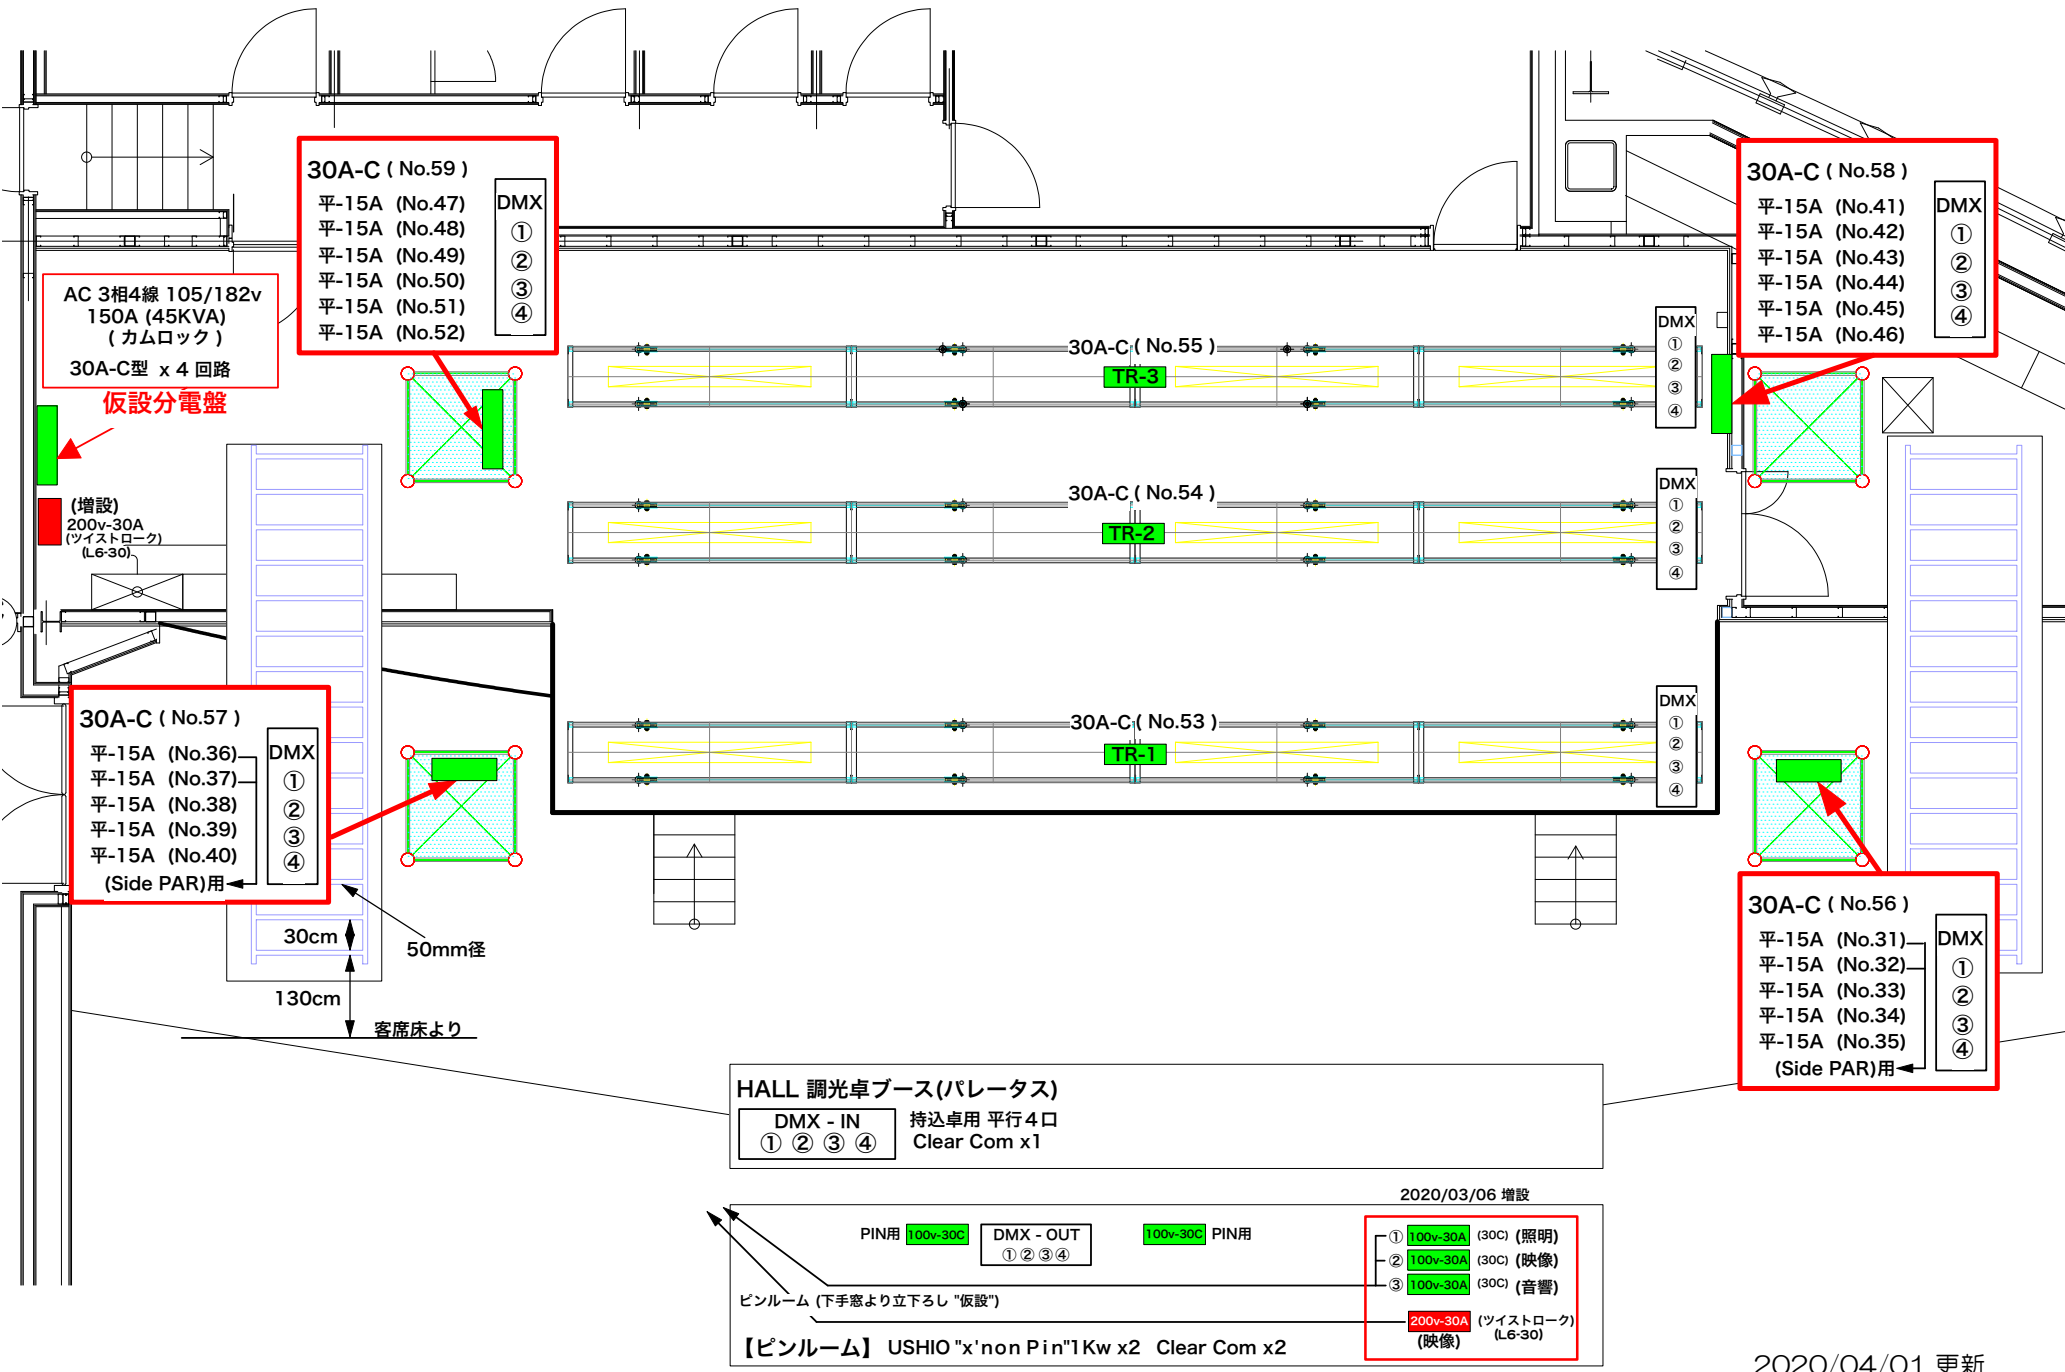 30A-C ( No.59 )
平-15A (No.47)
平-15A (No.48)
平-15A (No.49)
平-15A (No.50)
平-15A (No.51)
平-15A (No.52)
DMX
①
②
③
④
30A-C ( No.58 )
平-15A (No.41)
平-15A (No.42)
平-15A (No.43)
平-15A (No.44)
平-15A (No.45)
平-15A (No.46)
DMX
①
②
③
④
AC 3相4線 105/182v
150A (45KVA)
( カムロック )
30A-C型 x 4 回路
仮設分電盤
(増設)
200v-30A
(ツイストローク)
(L6-30)
30A-C ( No.55 )
TR-3
DMX
①
②
③
④
30A-C ( No.54 )
TR-2
DMX
①
②
③
④
30A-C ( No.53 )
TR-1
DMX
①
②
③
④
30A-C ( No.57 )
平-15A (No.36)
平-15A (No.37)
平-15A (No.38)
平-15A (No.39)
平-15A (No.40)
(Side PAR)用
DMX
①
②
③
④
30cm
50mm径
130cm
客席床より
30A-C ( No.56 )
平-15A (No.31)
平-15A (No.32)
平-15A (No.33)
平-15A (No.34)
平-15A (No.35)
(Side PAR)用
DMX
①
②
③
④
HALL 調光卓ブース(パレータス)
DMX - IN
① ② ③ ④
持込卓用 平行４口
Clear Com x1
2020/03/06 増設
PIN用 100v-30C
DMX - OUT
①②③④
100v-30C PIN用
① 100v-30A (30C) (照明)
② 100v-30A (30C) (映像)
③ 100v-30A (30C) (音響)
200v-30A (ツイストローク)
(L6-30)
(映像)
ピンルーム (下手窓より立下ろし "仮設")
【ピンルーム】 USHIO "x'non Pin"1Kw x2 Clear Com x2
2020/04/01 更新